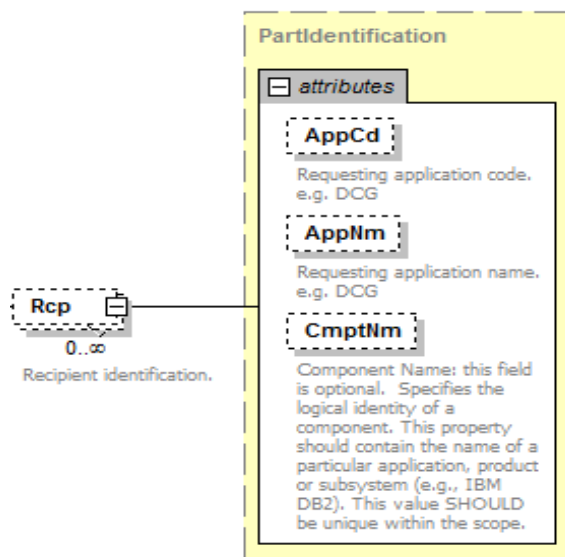 PartIdentification
attributes
AppCd
Requesting application code.
e.g. DCG
AppNm
Requesting application name.
e.g. DCG
Rcp
0..∞
Recipient identification.
CmptNm
Component Name: this field
is optional. Specifies the
logical identity of a
component. This property
should contain the name of a
particular application, product
or subsystem (e.g., IBM
DB2). This value SHOULD
be unique within the scope.